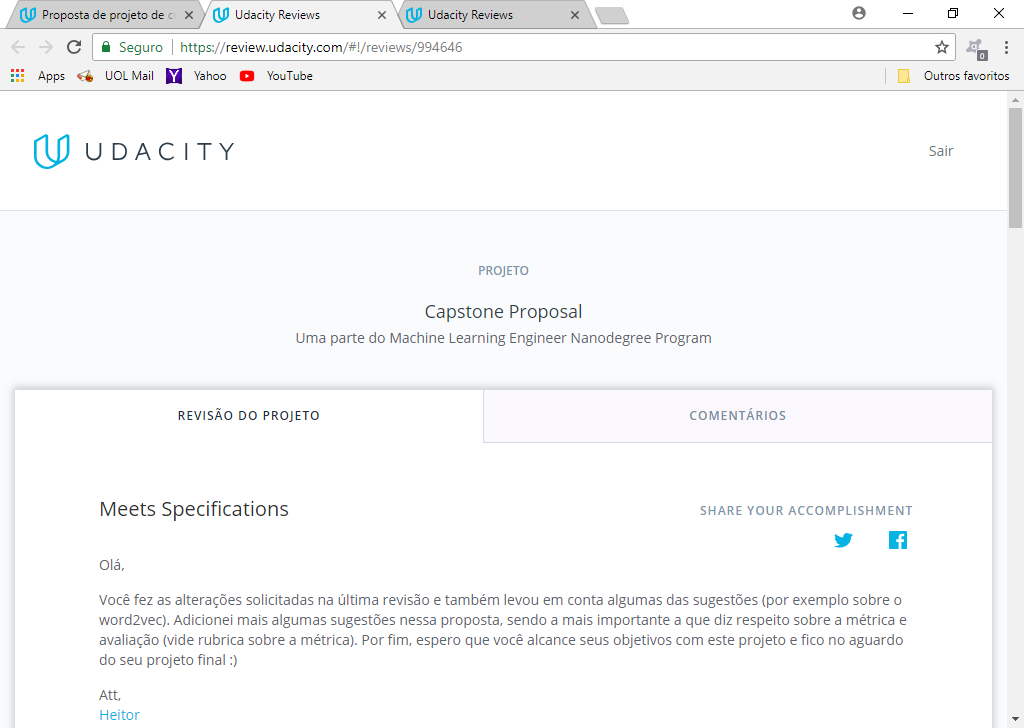 Proposta de projeto de c
Udacity Reviews
Udacity Reviews
Seguro
https://review.udacity.com/#!/reviews/994646
0
Apps
UOL Mail
Y
Yahoo
YouTube
Outros favoritos
UDACITY
Sair
PROJETO
Capstone Proposal
Uma parte do Machine Learning Engineer Nanodegree Program
REVISÃO DO PROJETO
COMENTÁRIOS
Meets Specifications
SHARE YOUR ACCOMPLISHMENT
Olá,
Você fez as alterações solicitadas na última revisão e também levou em conta algumas das sugestões (por exemplo sobre o
word2vec). Adicionei mais algumas sugestões nessa proposta, sendo a mais importante a que diz respeito sobre a métrica e
avaliação (vide rubrica sobre a métrica). Por fim, espero que você alcance seus objetivos com este projeto e fico no aguardo
do seu projeto final :)
Att,
Heitor